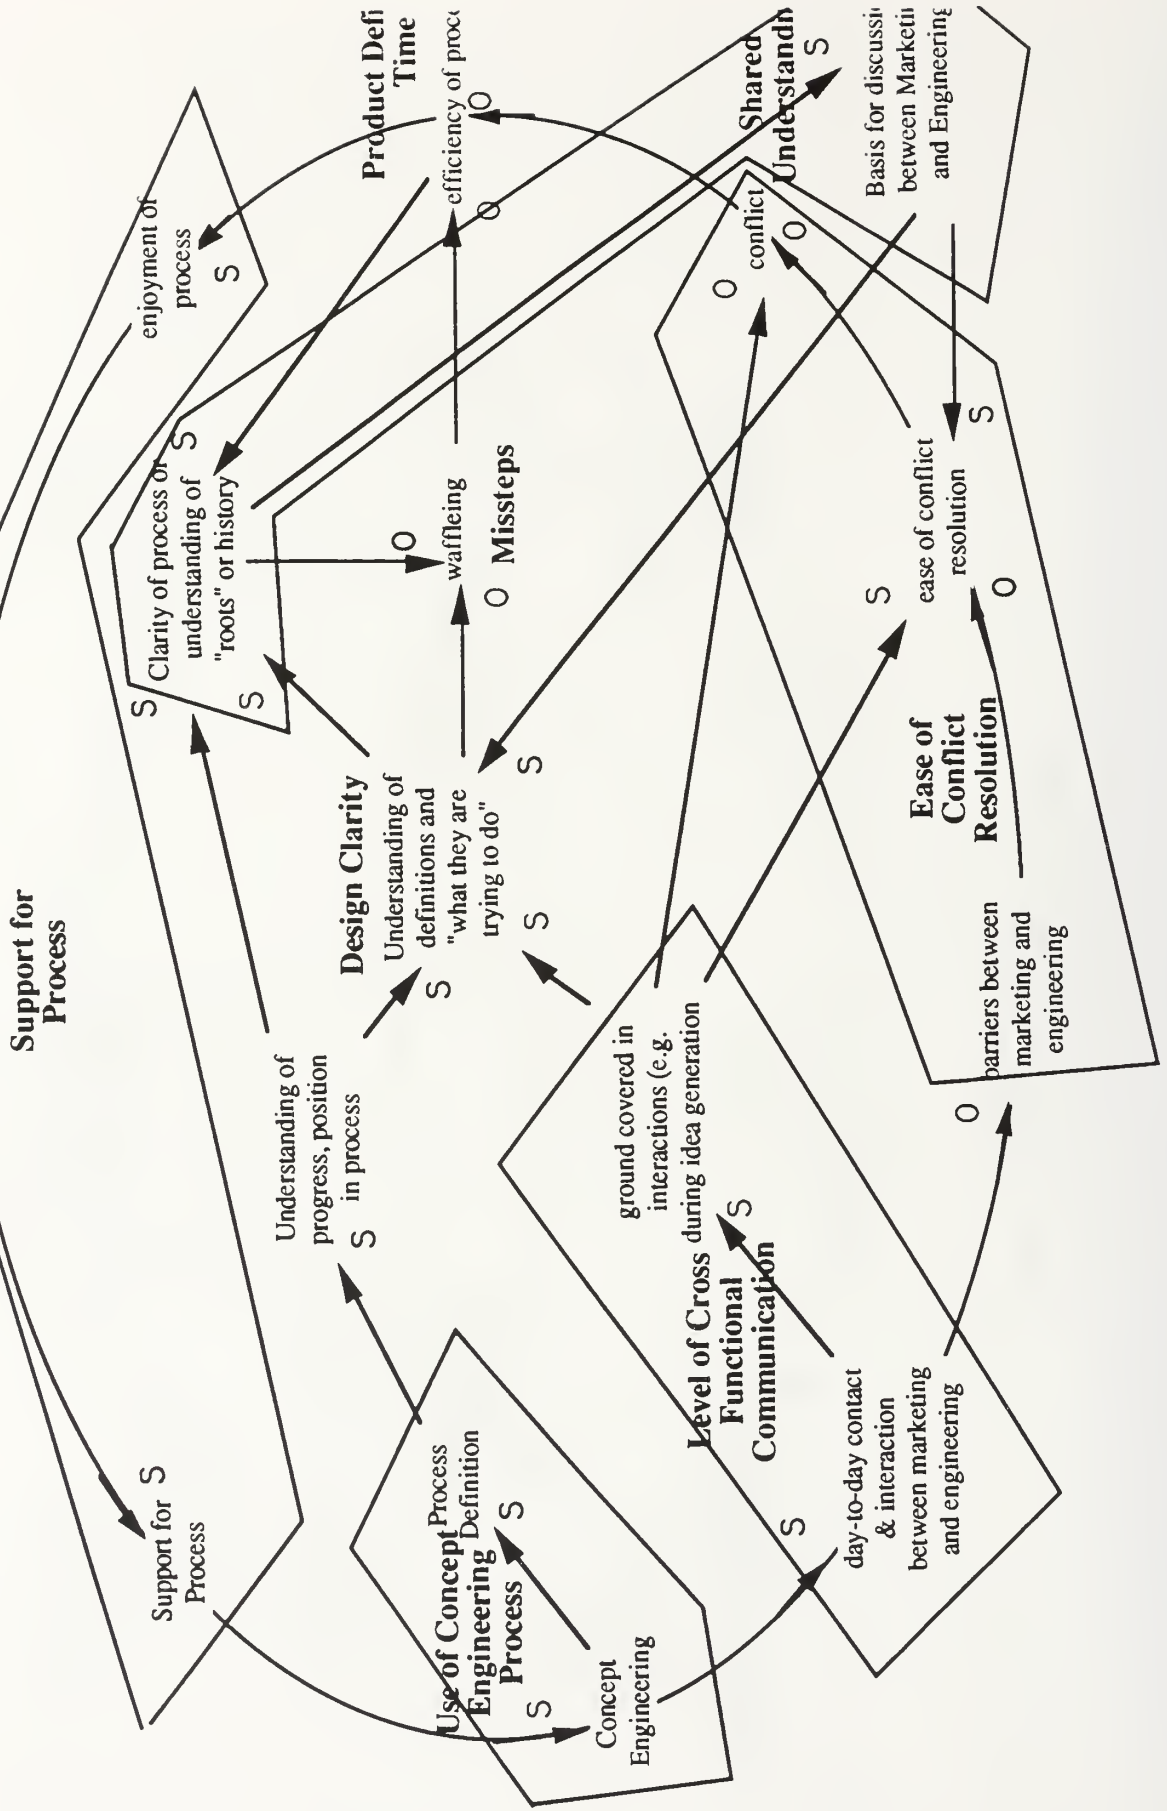 Support for
Process
Support for
Process
S
enjoyment of
process
S
Clarity of process or
understanding of
"roots" or history
S
S
S
Product Defi
Time
efficiency of proc
O
O
Understanding of
progress, position
in process
S
Design Clarity
Understanding of
definitions and
"what they are
trying to do"
S
S
S
waffleing
O
O
Missteps
Use of Concept
Engineering
Process
Process
Definition
S
Concept
Engineering
S
ground covered in
interactions (e.g.
during idea generation
S
Level of Cross
Functional
Communication
day-to-day contact
& interaction
between marketing
and engineering
S
conflict
O
O
Shared
S
Basis for
between
and Engineering
ease of conflict
resolution
S
S
O
Ease of
Conflict
Resolution
barriers between
marketing and
engineering
O